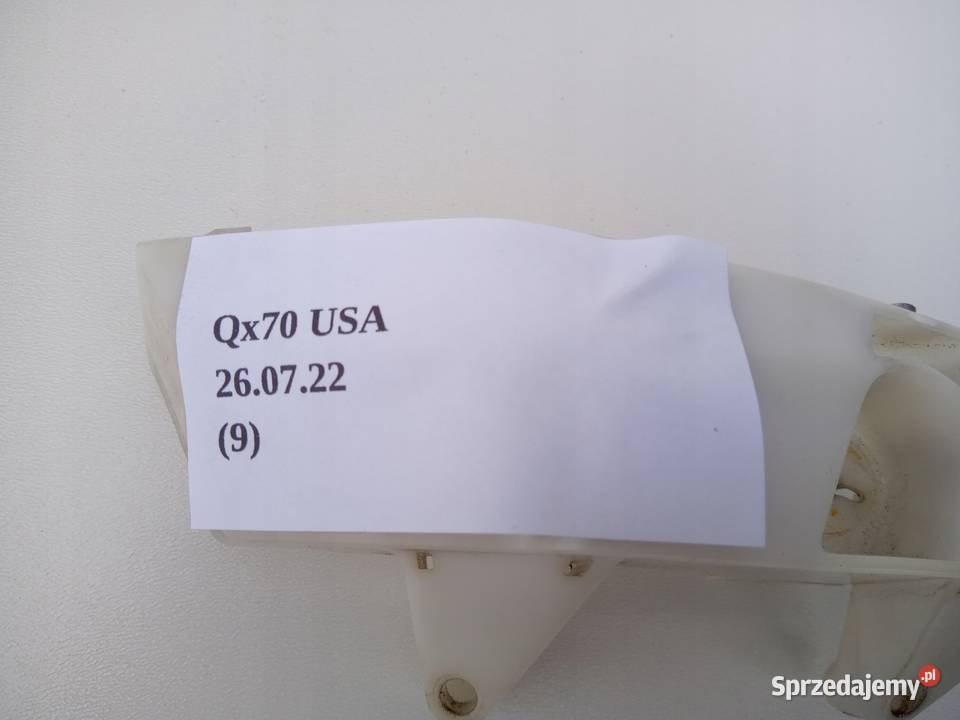 Qx70 USA
26.07.22
(9)
Sprzedajemy.pl